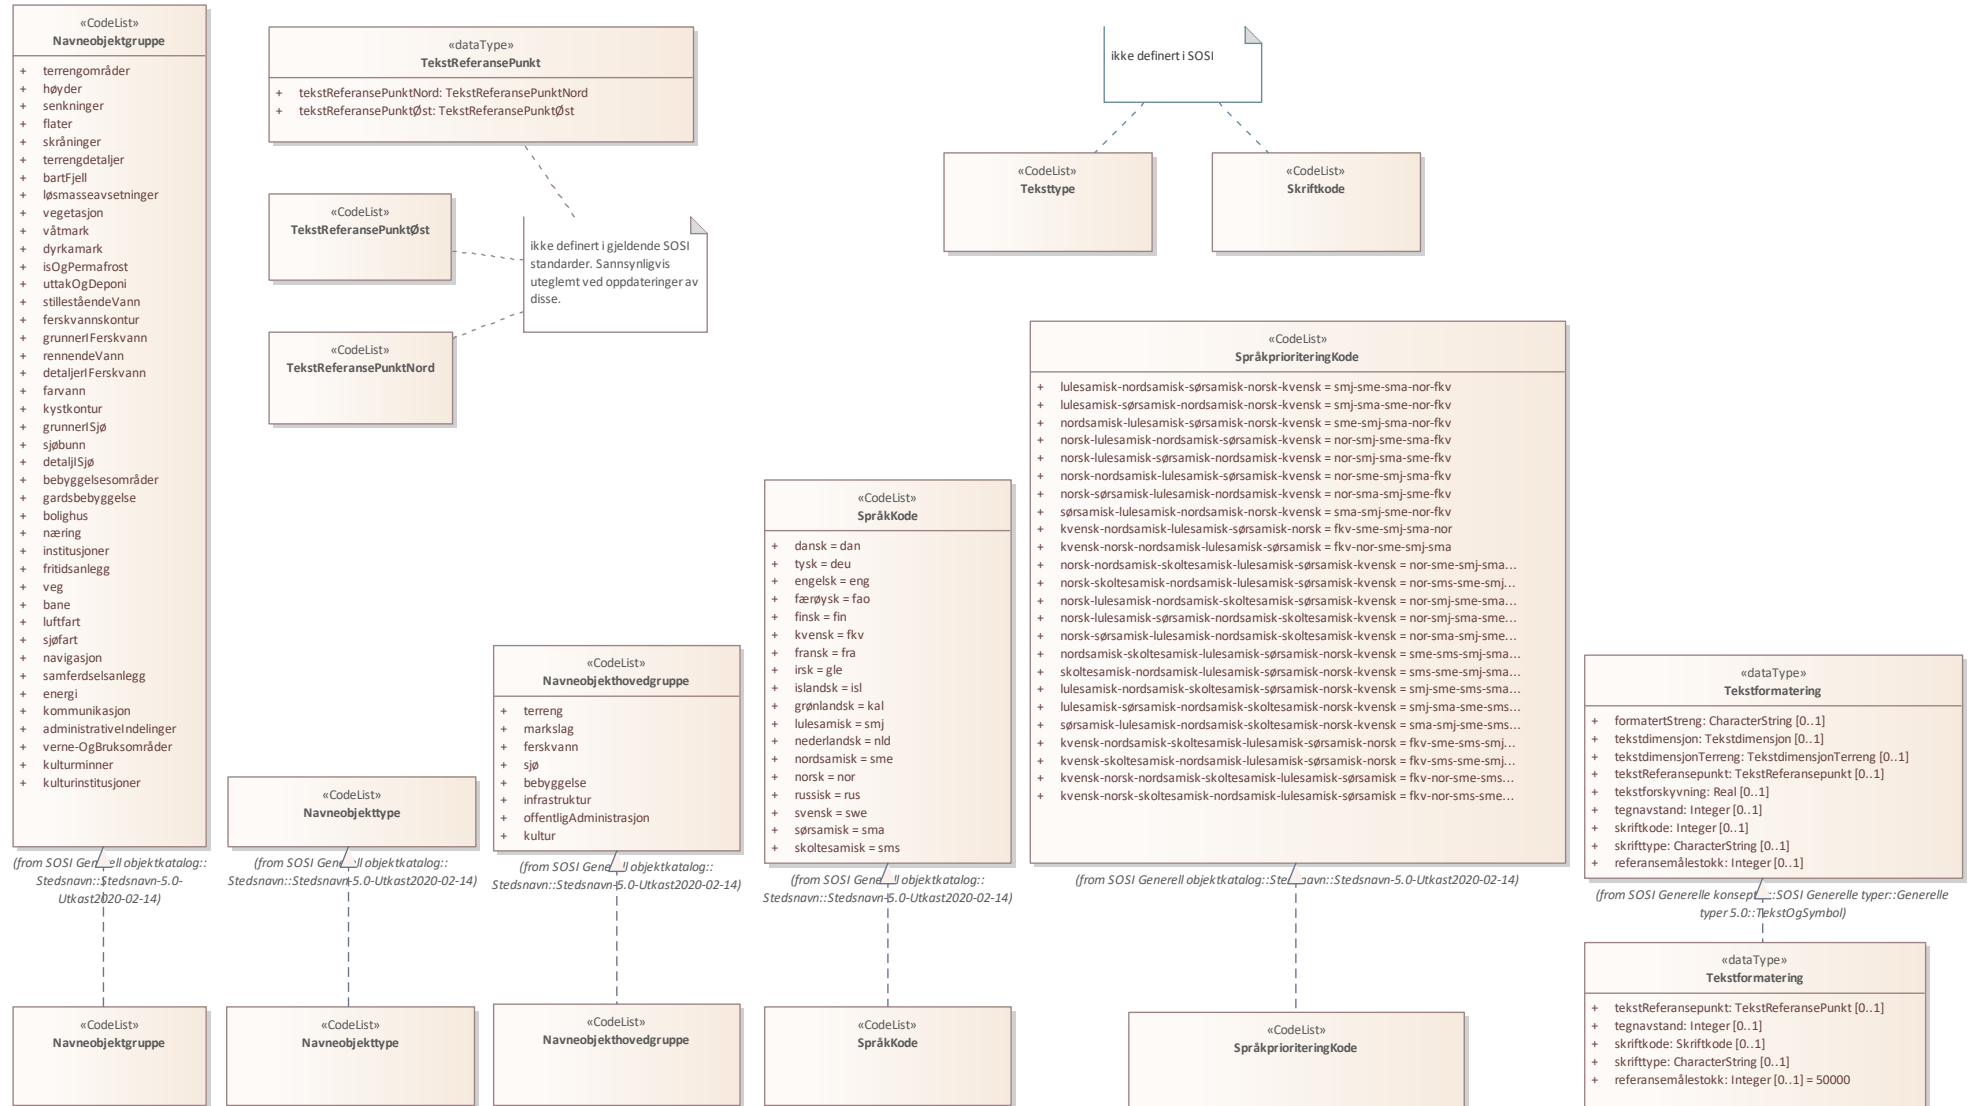 «CodeList»
Navneobjektgruppe
+ terrengområder
+ høyder
+ senkninger
+ flater
+ skråninger
+ terrengdetaljer
+ bartFjell
+ løsmasseavsetninger
+ vegetasjon
+ våtmark
+ dyrkamark
+ isOgPermafrost
+ uttakOgDeponi
+ stilleståendeVann
+ ferskvannskontur
+ grunnerIFerskvann
+ rennendeVann
+ detaljerIFerskvann
+ farvann
+ kystkontur
+ grunnerISjø
+ sjøbunn
+ detaljISjø
+ bebyggelsesområder
+ gardsbebyggelse
+ bolighus
+ næring
+ institusjoner
+ fritidsanlegg
+ veg
+ bane
+ luftfart
+ sjøfart
+ navigasjon
+ samferdselsanlegg
+ energi
+ kommunikasjon
+ administrativeIndelinger
+ verne-OgBruksområder
+ kulturminner
+ kulturinstitusjoner
(from SOSI Generell objektkatalog::
Stedsnavn::Stedsnavn-5.0-
Utkast2020-02-14)
«dataType»
TekstReferansePunkt
+ tekstReferansePunktNord: TekstReferansePunktNord
+ tekstReferansePunktØst: TekstReferansePunktØst
«CodeList»
TekstReferansePunktØst
«CodeList»
TekstReferansePunktNord
ikke definert i gjeldende SOSI
standarder. Sannsynligvis
uteglemt ved oppdateringer av
disse.
ikke definert i SOSI
«CodeList»
Teksttype
«CodeList»
Skriftkode
«CodeList»
Navneobjekttype
(from SOSI Generell objektkatalog::
Stedsnavn::Stedsnavn-5.0-Utkast2020-02-14)
«CodeList»
Navneobjekthovedgruppe
+ terreng
+ markslag
+ ferskvann
+ sjø
+ bebyggelse
+ infrastruktur
+ offentligAdministrasjon
+ kultur
(from SOSI Generell objektkatalog::
Stedsnavn::Stedsnavn-5.0-Utkast2020-02-14)
«CodeList»
SpråkKode
+ dansk = dan
+ tysk = deu
+ engelsk = eng
+ færøysk = fao
+ finsk = fin
+ kvensk = fkv
+ fransk = fra
+ irsk = gle
+ islandsk = isl
+ grønlandsk = kal
+ lulesamisk = smj
+ nederlandsk = nld
+ nordsamisk = sme
+ norsk = nor
+ russisk = rus
+ svensk = swe
+ sørsamisk = sma
+ skoltesamisk = sms
(from SOSI Generell objektkatalog::
Stedsnavn::Stedsnavn-5.0-Utkast2020-02-14)
«CodeList»
SpråkprioriteringKode
+ lulesamisk-nordsamisk-sørsamisk-norsk-kvensk = smj-sme-sma-nor-fkv
+ lulesamisk-sørsamisk-nordsamisk-norsk-kvensk = smj-sma-sme-nor-fkv
+ nordsamisk-lulesamisk-sørsamisk-norsk-kvensk = sme-smj-sma-nor-fkv
+ norsk-lulesamisk-nordsamisk-sørsamisk-kvensk = nor-smj-sme-sma-fkv
+ norsk-lulesamisk-sørsamisk-nordsamisk-kvensk = nor-smj-sma-sme-fkv
+ norsk-nordsamisk-lulesamisk-sørsamisk-kvensk = nor-sme-smj-sma-fkv
+ norsk-sørsamisk-lulesamisk-nordsamisk-kvensk = nor-sma-smj-sme-fkv
+ sørsamisk-lulesamisk-nordsamisk-norsk-kvensk = sma-smj-sme-nor-fkv
+ kvensk-nordsamisk-lulesamisk-sørsamisk-norsk = fkv-sme-smj-sma-nor
+ kvensk-norsk-nordsamisk-lulesamisk-sørsamisk = fkv-nor-sme-smj-sma
+ norsk-nordsamisk-skoltesamisk-lulesamisk-sørsamisk-kvensk = nor-sme-smj-sma...
+ norsk-skoltesamisk-nordsamisk-lulesamisk-sørsamisk-kvensk = nor-sms-sme-smj...
+ norsk-lulesamisk-nordsamisk-skoltesamisk-sørsamisk-kvensk = nor-smj-sme-sma...
+ norsk-lulesamisk-sørsamisk-nordsamisk-skoltesamisk-kvensk = nor-smj-sma-sme...
+ norsk-sørsamisk-lulesamisk-nordsamisk-skoltesamisk-kvensk = nor-sma-smj-sme...
+ nordsamisk-skoltesamisk-lulesamisk-sørsamisk-norsk-kvensk = sme-sms-smj-sma...
+ skoltesamisk-nordsamisk-lulesamisk-sørsamisk-norsk-kvensk = sms-sme-smj-sma...
+ lulesamisk-nordsamisk-skoltesamisk-sørsamisk-norsk-kvensk = smj-sme-sms-sma...
+ lulesamisk-sørsamisk-nordsamisk-skoltesamisk-norsk-kvensk = smj-sma-sme-sms...
+ sørsamisk-lulesamisk-nordsamisk-skoltesamisk-norsk-kvensk = sma-smj-sme-sms...
+ kvensk-nordsamisk-skoltesamisk-lulesamisk-sørsamisk-norsk = fkv-sme-sms-smj...
+ kvensk-skoltesamisk-nordsamisk-lulesamisk-sørsamisk-norsk = fkv-sms-sme-smj...
+ kvensk-norsk-nordsamisk-skoltesamisk-lulesamisk-sørsamisk = fkv-nor-sme-sms...
+ kvensk-norsk-skoltesamisk-nordsamisk-lulesamisk-sørsamisk = fkv-nor-sms-sme...
(from SOSI Generell objektkatalog::Stedsnavn::Stedsnavn-5.0-Utkast2020-02-14)
«dataType»
Tekstformatering
+ formatertStreng: CharacterString [0..1]
+ tekstdimensjon: Tekstdimensjon [0..1]
+ tekstdimensjonTerreng: TekstdimensjonTerreng [0..1]
+ tekstReferansepunkt: TekstReferansepunkt [0..1]
+ tekstforskyvning: Real [0..1]
+ tegnavstand: Integer [0..1]
+ skriftkode: Integer [0..1]
+ skrifttype: CharacterString [0..1]
+ referansemålestokk: Integer [0..1]
(from SOSI Generelle konsepter::SOSI Generelle typer::Generelle
typer 5.0::TekstOgSymbol)
«CodeList»
Navneobjektgruppe
«CodeList»
Navneobjekttype
«CodeList»
Navneobjekthovedgruppe
«CodeList»
SpråkKode
«CodeList»
SpråkprioriteringKode
«dataType»
Tekstformatering
+ tekstReferansepunkt: TekstReferansePunkt [0..1]
+ tegnavstand: Integer [0..1]
+ skriftkode: Skriftkode [0..1]
+ skrifttype: CharacterString [0..1]
+ referansemålestokk: Integer [0..1] = 50000